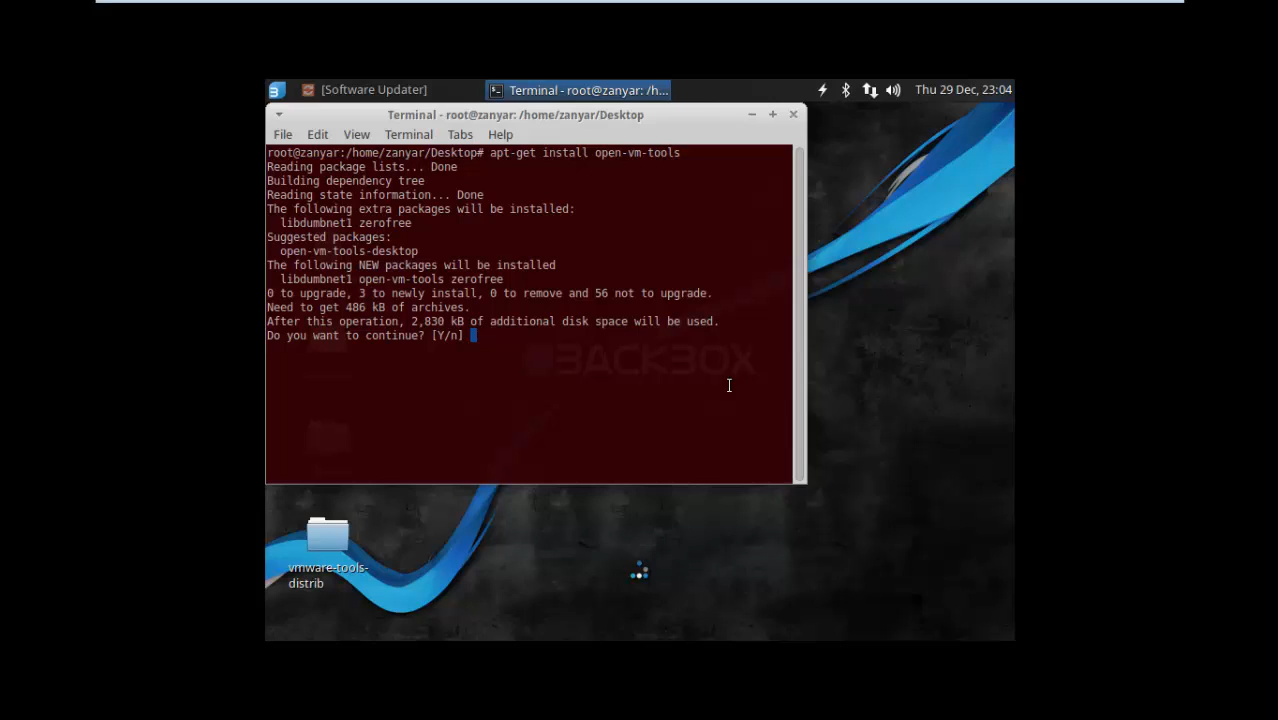 [Software Updater]
Terminal - root@zanyar: /h...
Thu 29 Dec, 23:04
Terminal - root@zanyar: /home/zanyar/Desktop
File Edit View Terminal Tabs Help
root@zanyar:/home/zanyar/Desktop# apt-get install open-vm-tools
Reading package lists... Done
Building dependency tree
Reading state information... Done
The following extra packages will be installed:
libdumbnet1 zerofree
Suggested packages:
open-vm-tools-desktop
The following NEW packages will be installed
libdumbnet1 open-vm-tools zerofree
0 to upgrade, 3 to newly install, 0 to remove and 56 not to upgrade.
Need to get 486 kB of archives.
After this operation, 2,830 kB of additional disk space will be used.
Do you want to continue? [Y/n]
BACKBOX
vmware-tools-
distrib